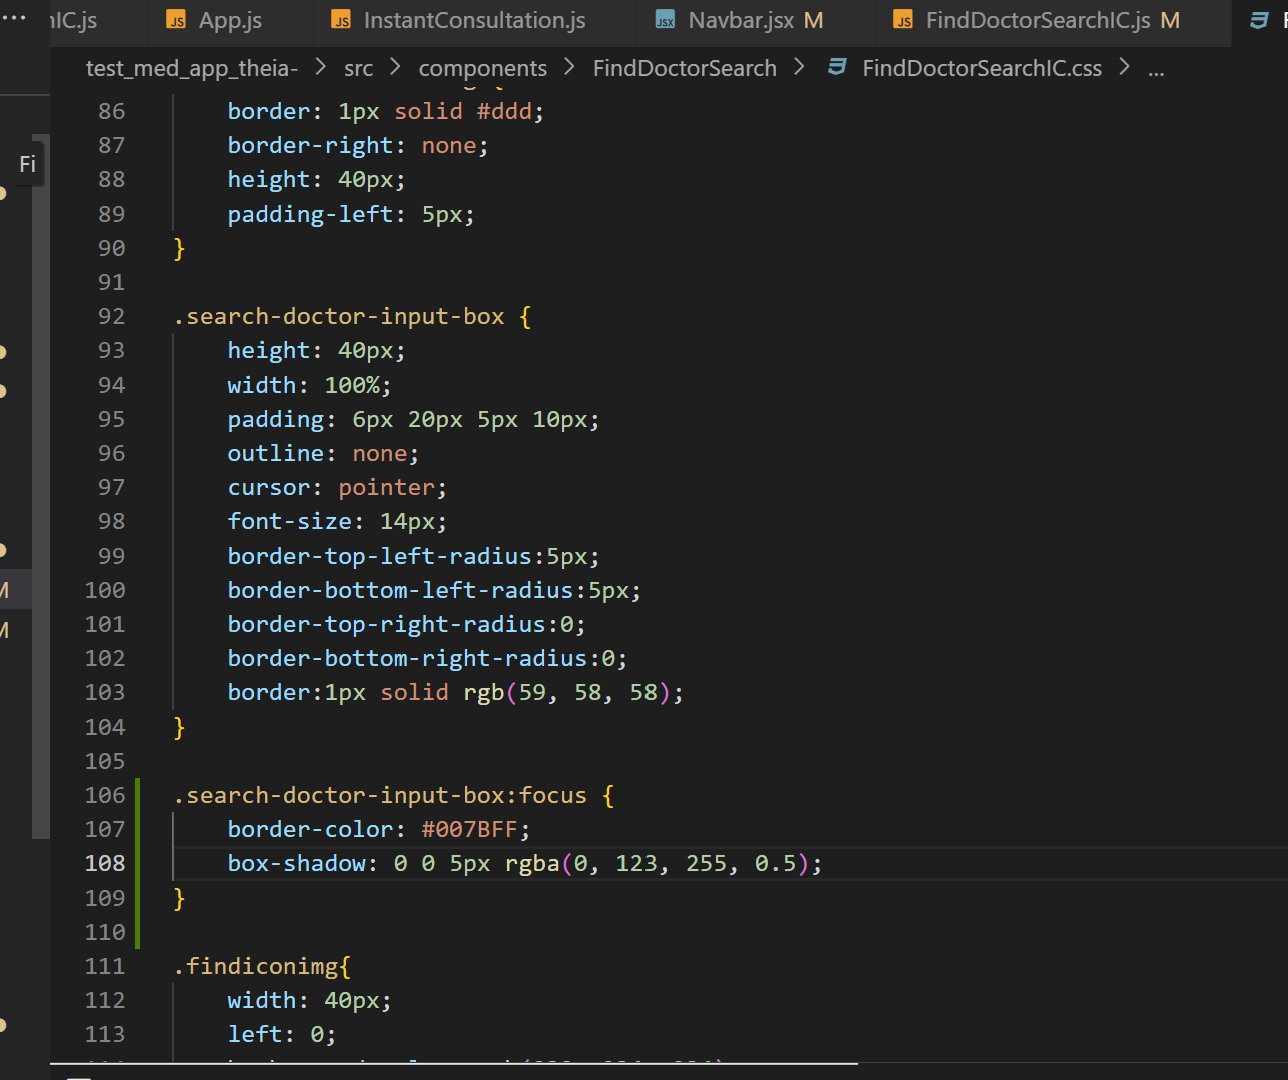 IC.js JS App.js JS InstantConsultation.js JSX Navbar.jsx M JS FindDoctorSearchIC.js M
test_med_app_theia- > src > components > FindDoctorSearch > FindDoctorSearchIC.css > ...
Fi
86 border: 1px solid #ddd;
87 border-right: none;
88 height: 40px;
89 padding-left: 5px;
90 }
91
92 .search-doctor-input-box {
93 height: 40px;
94 width: 100%;
95 padding: 6px 20px 5px 10px;
96 outline: none;
97 cursor: pointer;
98 font-size: 14px;
99 border-top-left-radius:5px;
100 border-bottom-left-radius:5px;
101 border-top-right-radius:0;
102 border-bottom-right-radius:0;
103 border:1px solid rgb(59, 58, 58);
104 }
105
106 .search-doctor-input-box:focus {
107 border-color: #007BFF;
108 box-shadow: 0 0 5px rgba(0, 123, 255, 0.5);
109 }
110
111 .findiconimg{
112 width: 40px;
113 left: 0;
M
M